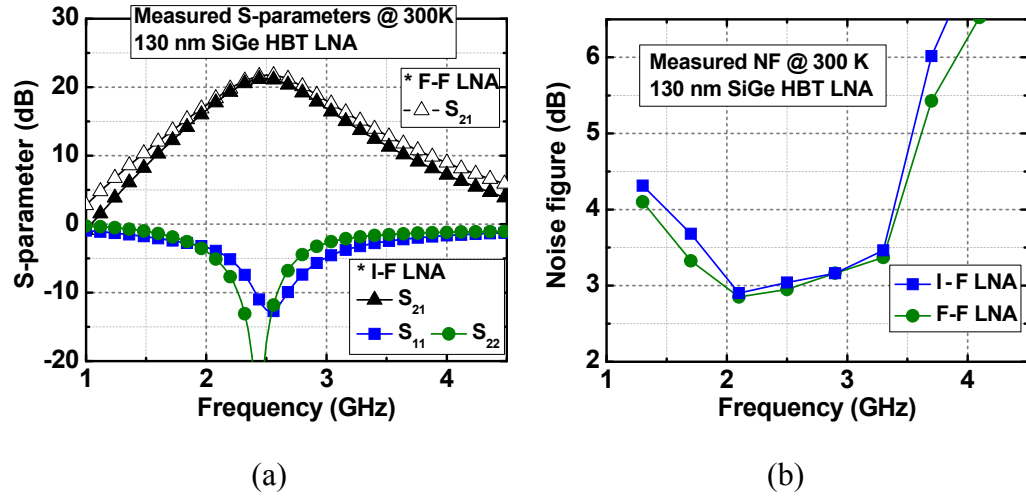 Measured S-parameters @ 300K
130 nm SiGe HBT LNA
* F-F LNA
S21
* I-F LNA
S21
S11 S22
30
20
10
0
-10
-20
S-parameter (dB)
1 2 3 4
Frequency (GHz)
(a)
Measured NF @ 300 K
130 nm SiGe HBT LNA
I-F LNA
F-F LNA
6
5
4
3
2
Noise figure (dB)
1 2 3 4
Frequency (GHz)
(b)